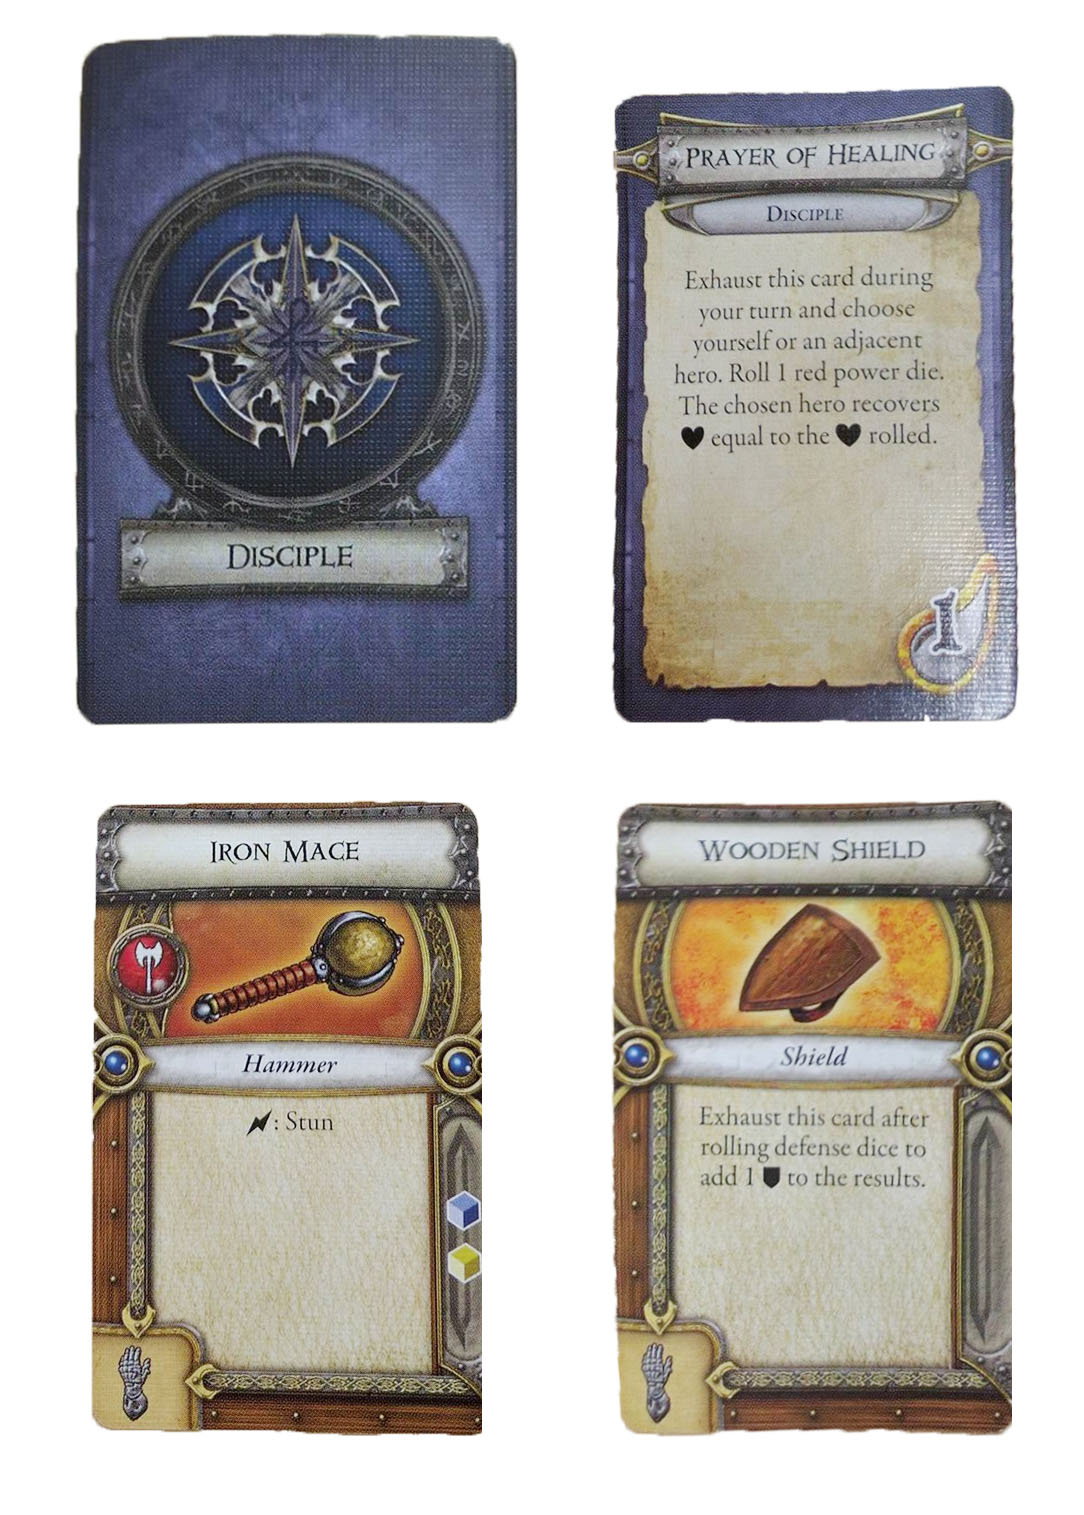 DISCIPLE
PRAYER OF HEALING
DISCIPLE
Exhaust this card during
your turn and choose
yourself or an adjacent
hero. Roll 1 red power die.
The chosen hero recovers
♥ equal to the ♥ rolled.
1
IRON MACE
Hammer
: Stun
WOODEN SHIELD
Shield
Exhaust this card after
rolling defense dice to
add 1 to the results.